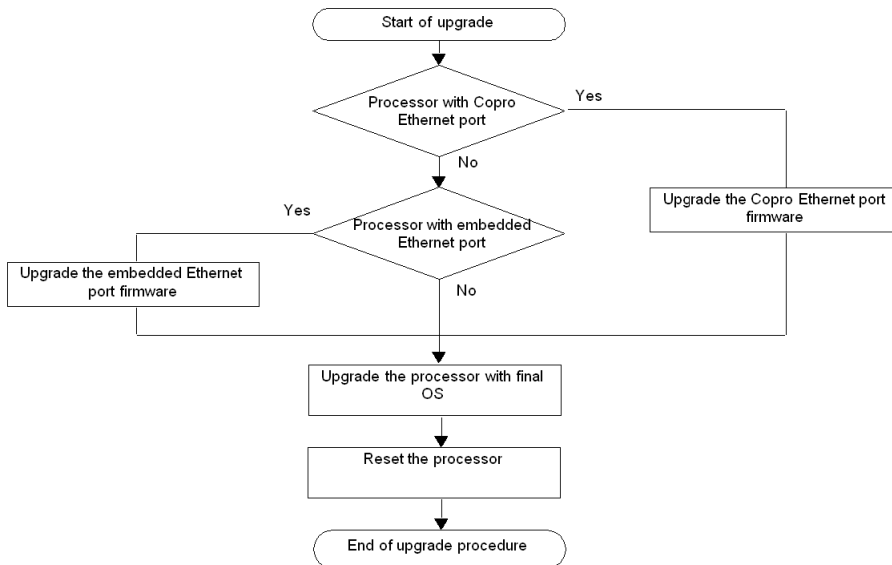 Start of upgrade
Processor with Copro
Ethernet port
Yes
No
Upgrade the Copro Ethernet port
firmware
Yes
Processor with embedded
Ethernet port
No
Upgrade the embedded Ethernet
port firmware
Upgrade the processor with final
OS
Reset the processor
End of upgrade procedure